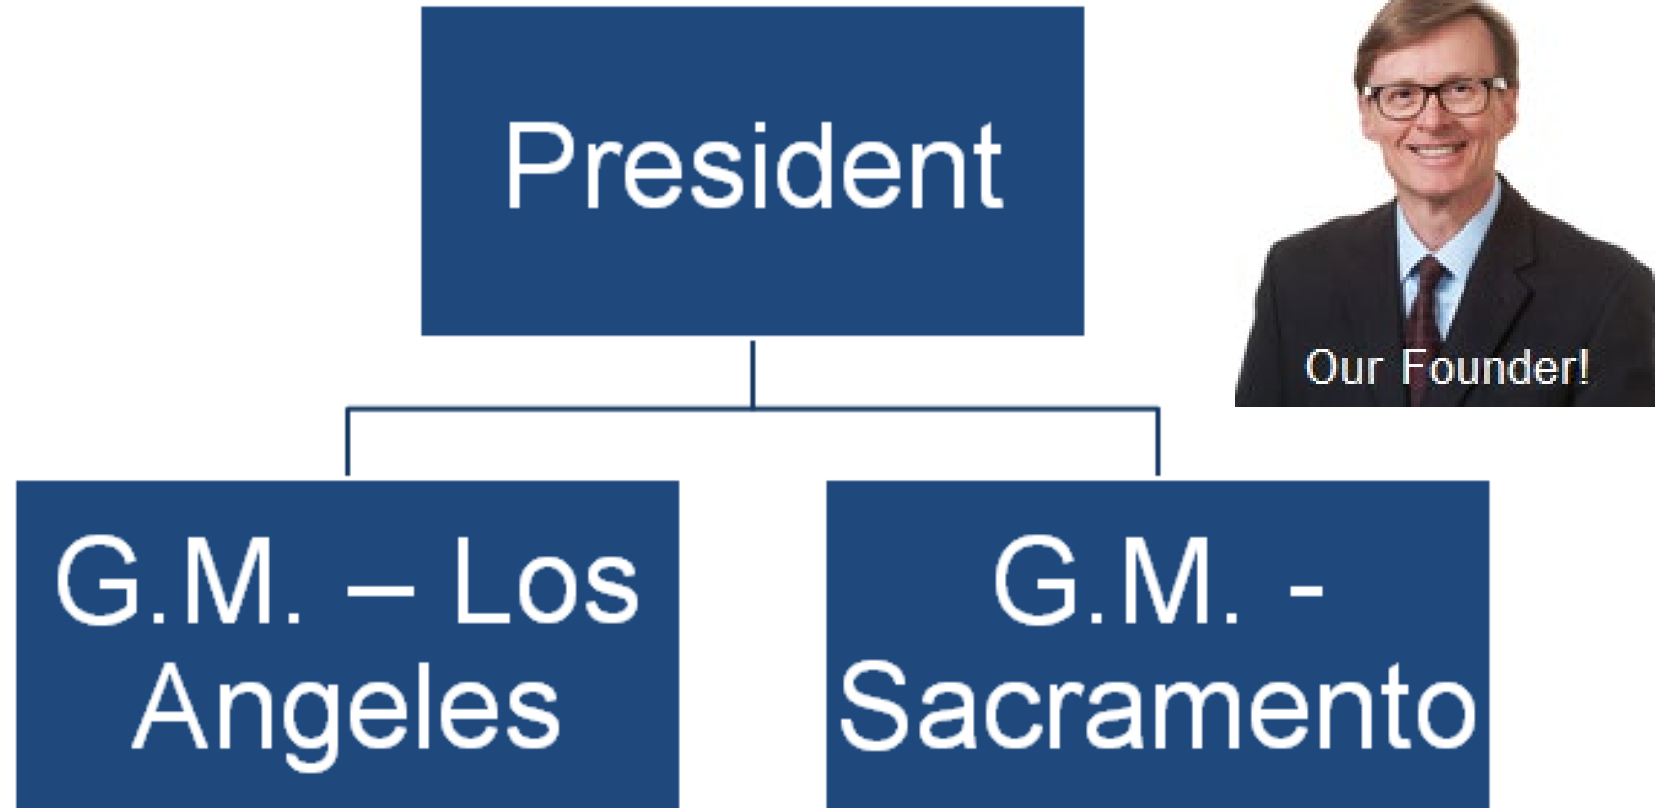 President
Our Founder!
G.M. – Los
Angeles
G.M. -
Sacramento